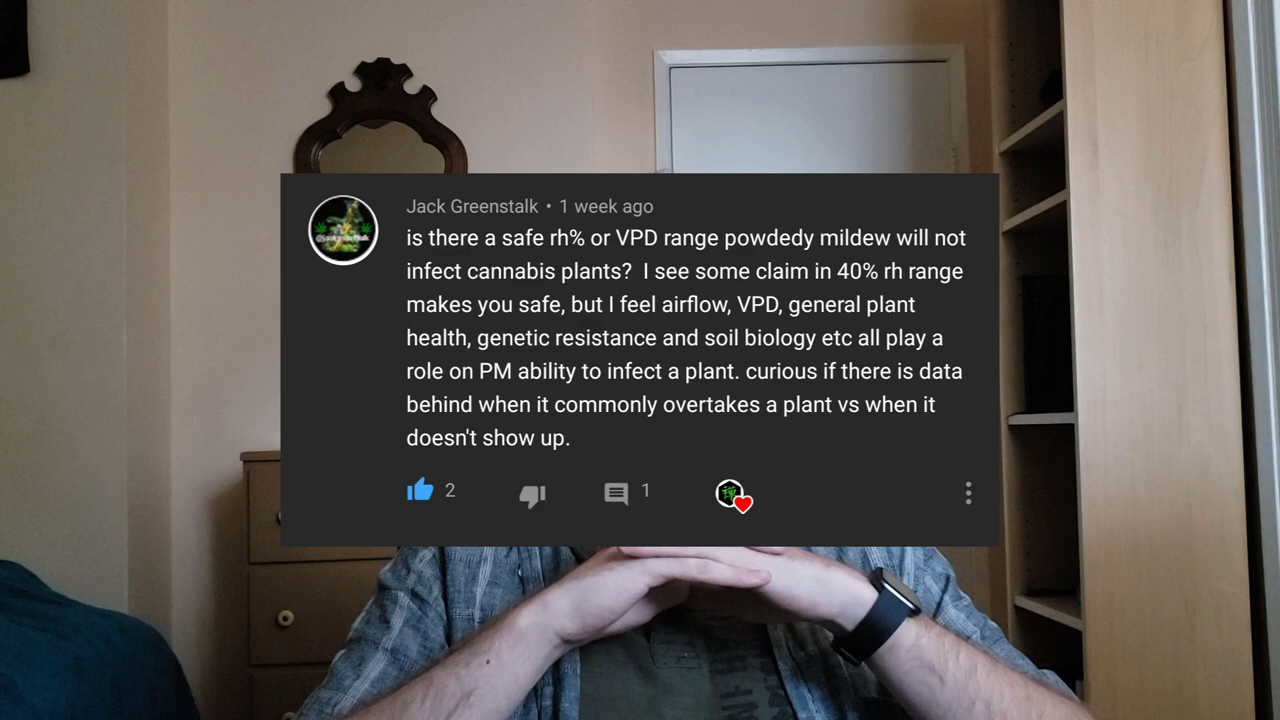 Jack Greenstalk • 1 week ago
is there a safe rh% or VPD range powdedy mildew will not
infect cannabis plants?  I see some claim in 40% rh range
makes you safe, but I feel airflow, VPD, general plant
health, genetic resistance and soil biology etc all play a
role on PM ability to infect a plant. curious if there is data
behind when it commonly overtakes a plant vs when it
doesn't show up.
2
1